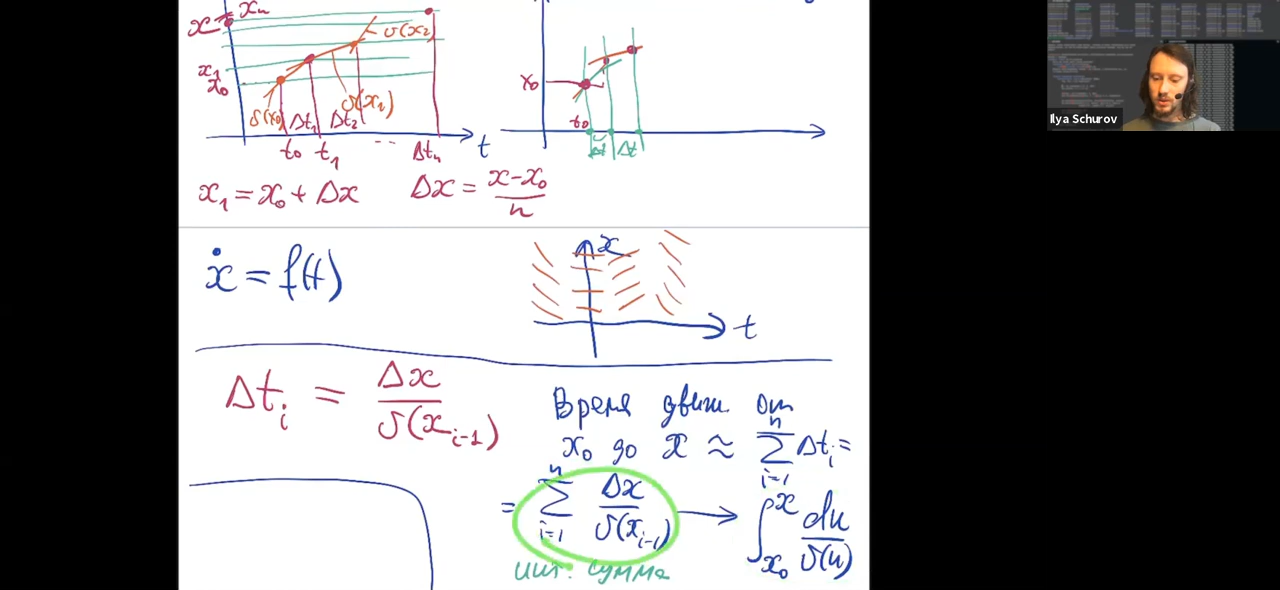 x = xₙ
v(x₂)
x₁
x₀
v(x₀) Δt₁ Δt₂ v(x₁)
t₀ t₁ ... Δtₙ t
x₀
t₀
Δt Δt
x₁ = x₀ + Δx Δx = (x - x₀)/n
ẋ = f(t)
x
t
Δtᵢ = Δx/v(xᵢ₋₁)
Время движ от
x₀ до x ≈ ∑ᵢ₌₁ⁿ Δtᵢ =
= ∑ᵢ₌₁ⁿ Δx/v(xᵢ₋₁) → ∫ₓ₀ˣ du/v(u)
инт. сумма
Ilya Schurov